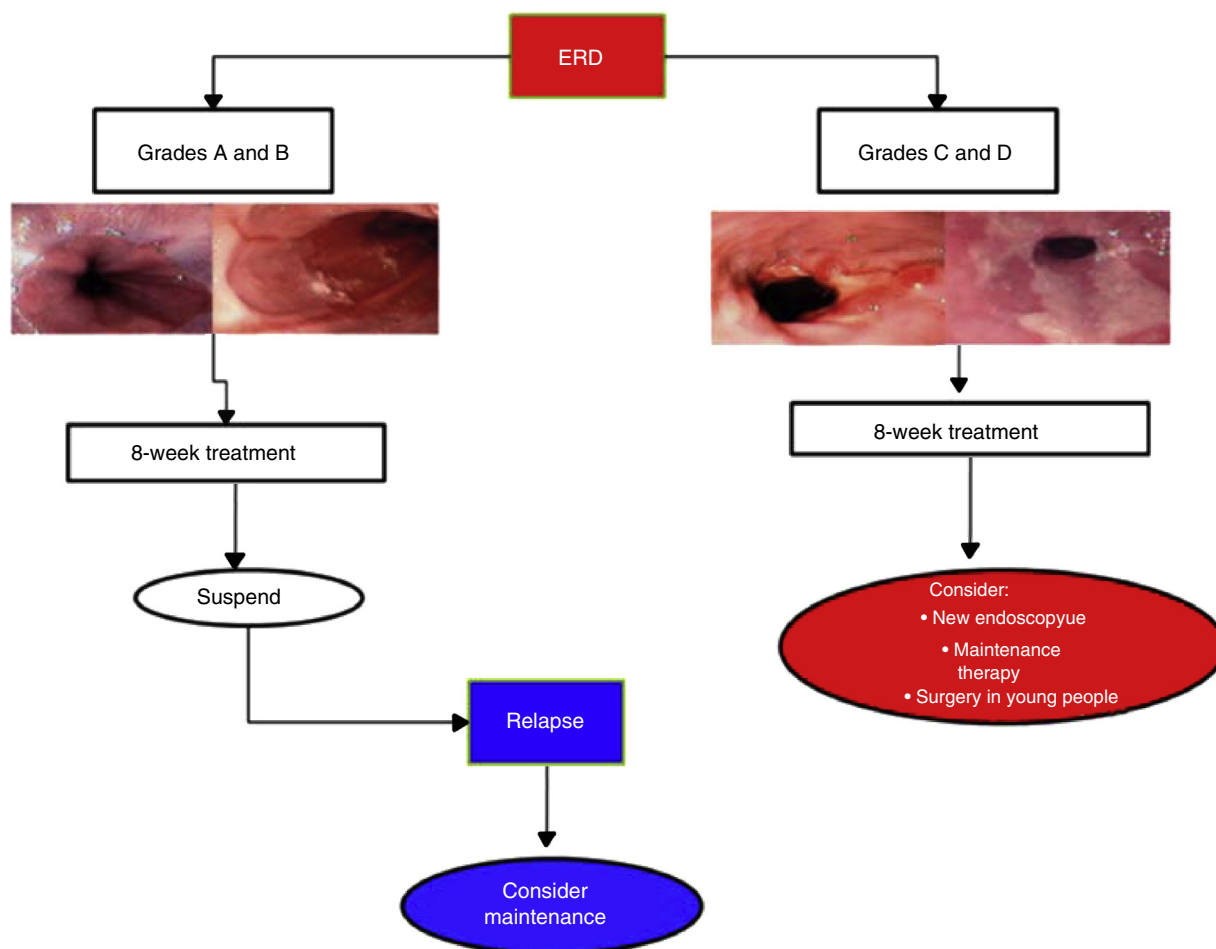 ERD
Grades A and B
Grades C and D
8-week treatment
8-week treatment
Suspend
Consider:
• New endoscopyue
• Maintenance
therapy
• Surgery in young people
Relapse
Consider
maintenance